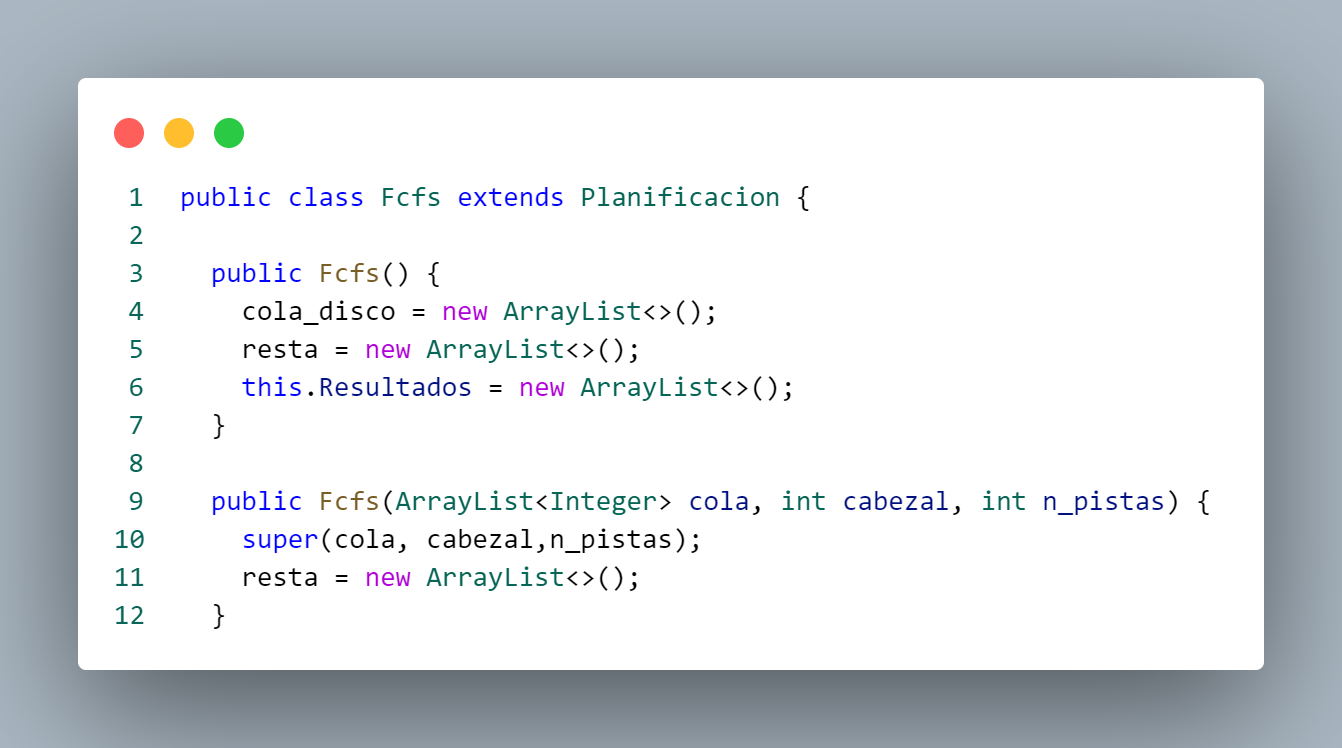 1 public class Fcfs extends Planificacion {
2
3 public Fcfs() {
4 cola_disco = new ArrayList<>();
5 resta = new ArrayList<>();
6 this.Resultados = new ArrayList<>();
7 }
8
9 public Fcfs(ArrayList<Integer> cola, int cabezal, int n_pistas) {
10 super(cola, cabezal,n_pistas);
11 resta = new ArrayList<>();
12 }